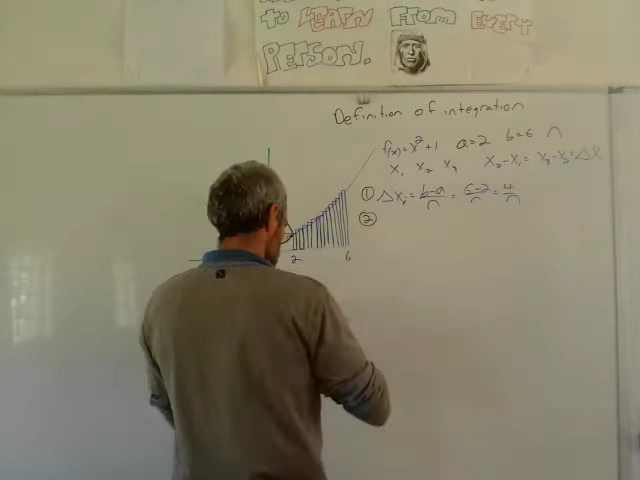 to LEARN FROM EVERY
PERSON.
Definition of integration
f(x)=x²+1 a=2 b=6 n
x₁ x₂ x₃ x₂-x₁= x₃-x₂=Δx
① Δxᵢ= b-a/n = 6-2/n = 4/n
②
2 6